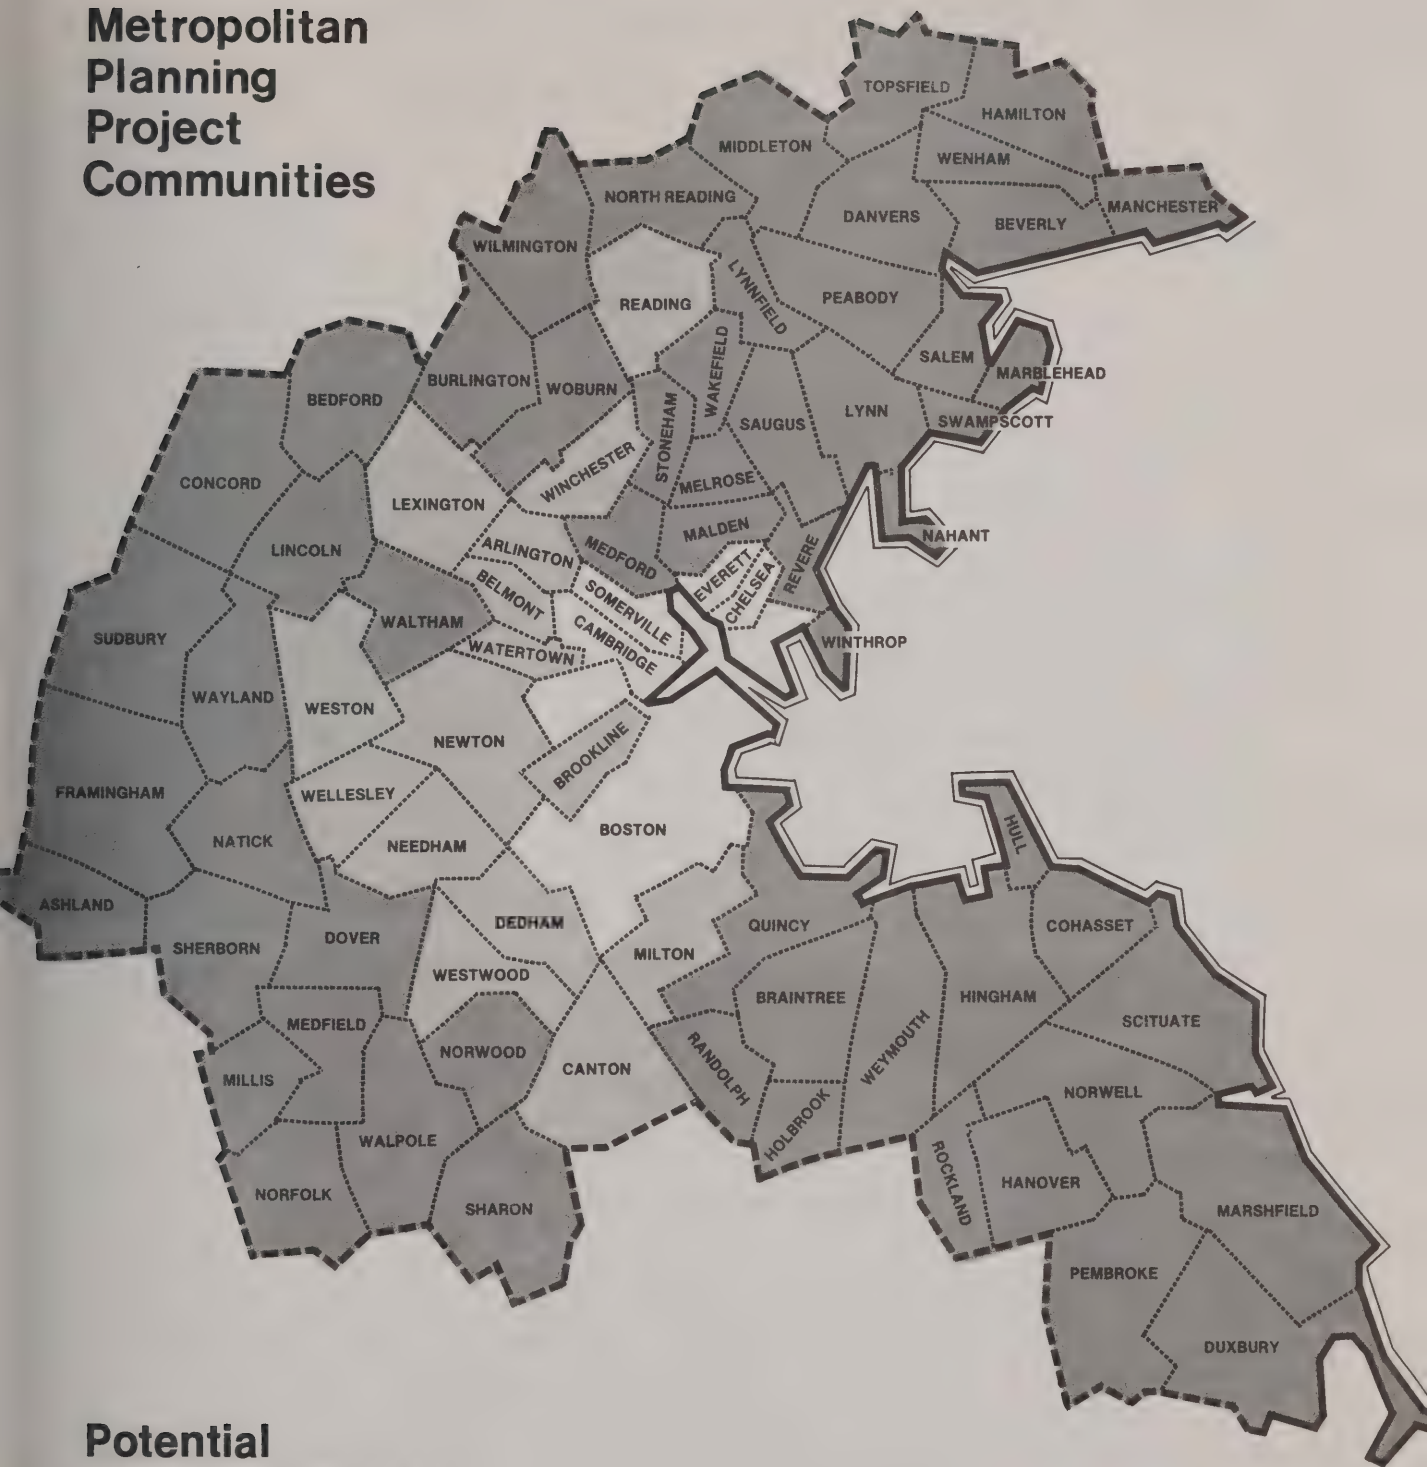 Metropolitan
Planning
Project
Communities
TOPSFIELD
HAMILTON
MIDDLETON
WENHAM
NORTH READING
MANCHESTER
DANVERS
BEVERLY
WILMINGTON
LYNNFIELD
PEABODY
READING
SALEM
WAKEFIELD
MARBLEHEAD
BURLINGTON
WOBURN
BEDFORD
LYNN
SWAMPSCOTT
SAUGUS
STONEHAM
WINCHESTER
CONCORD
MELROSE
LEXINGTON
MALDEN
NAHANT
LINCOLN
ARLINGTON
MEDFORD
REVERE
EVERETT
CHELSEA
BELMONT
SOMERVILLE
WALTHAM
CAMBRIDGE
SUDBURY
WINTHROP
WATERTOWN
WAYLAND
WESTON
NEWTON
BROOKLINE
FRAMINGHAM
WELLESLEY
BOSTON
HULL
NATICK
NEEDHAM
ASHLAND
DEDHAM
QUINCY
COHASSET
SHERBORN
DOVER
MILTON
WESTWOOD
BRAINTREE
HINGHAM
MEDFIELD
SCITUATE
NORWOOD
WEYMOUTH
CANTON
RANDOLPH
MILLIS
NORWELL
HOLBROOK
WALPOLE
ROCKLAND
HANOVER
NORFOLK
SHARON
MARSHFIELD
PEMBROKE
DUXBURY
Potential